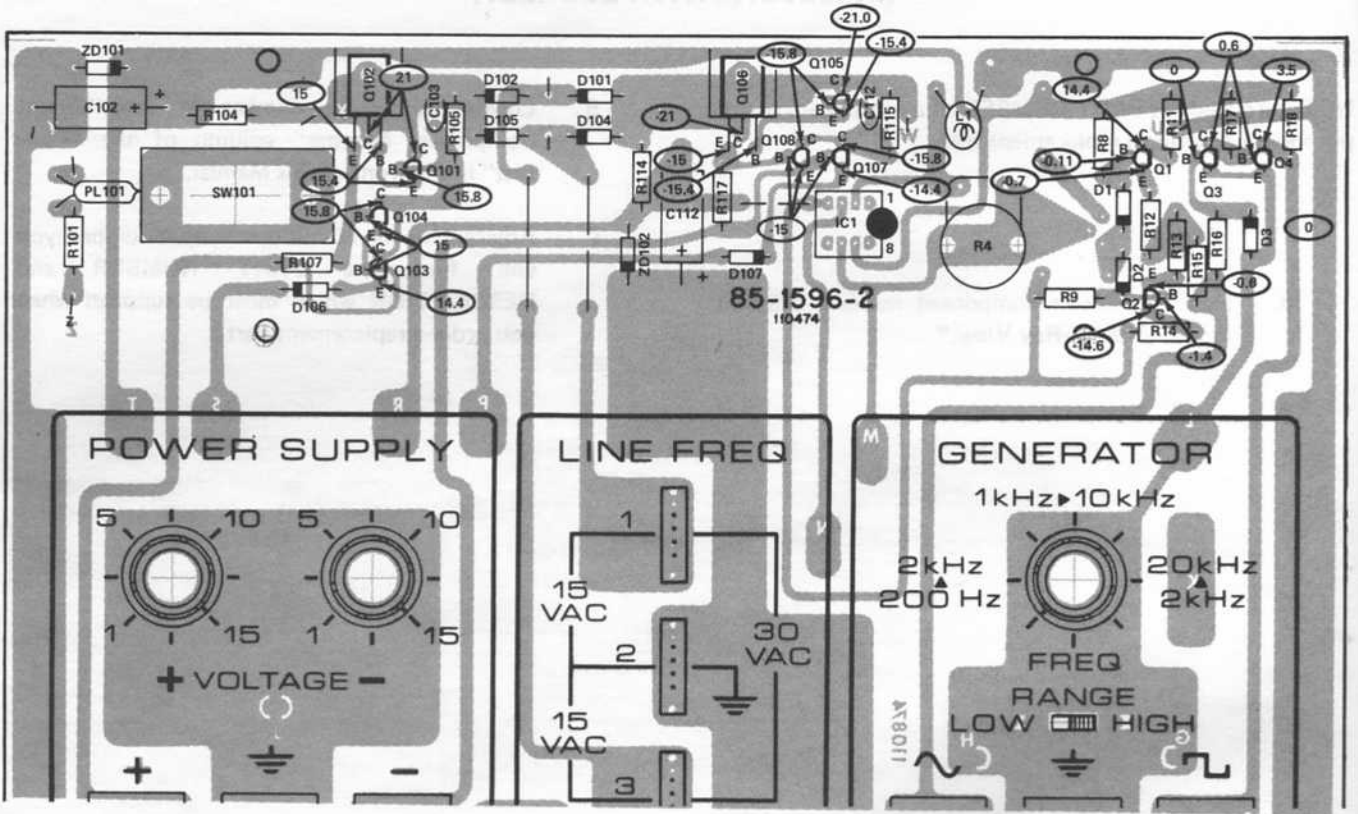 -21.0
-15.8
-15.4
0.6
ZD101
Q105
21
0
3.5
15
Q102
Q106
14.4
C102
+
R104
C103
R105
D102
D101
D105
D104
-21
C
B
E
C112
R115
L1
R8
R11
R17
R18
Q108
Q107
-15
-15.8
-0.11
B
C
E
Q1
Q3
Q4
PL101
SW101
15.4
Q101
15.8
R114
-15.4
R117
-14.4
-0.7
D1
R101
15.8
Q104
C112
IC1
1
8
R4
R12
R13
R15
R16
D3
0
15
-15
R107
Q103
ZD102
D107
D2
-0.8
D106
14.4
85-1596-2
110474
R9
Q2
R14
-14.6
-1.4
T
S
R
P
M
L
POWER SUPPLY
LINE FREQ
GENERATOR
1kHz▸10kHz
5
10
5
10
1
N
2kHz
200 Hz
20kHz
2kHz
15
VAC
1
15
1
15
2
30
VAC
FREQ
+ VOLTAGE -
RANGE
LOW
HIGH
15
VAC
110874
H
G
3
+
-